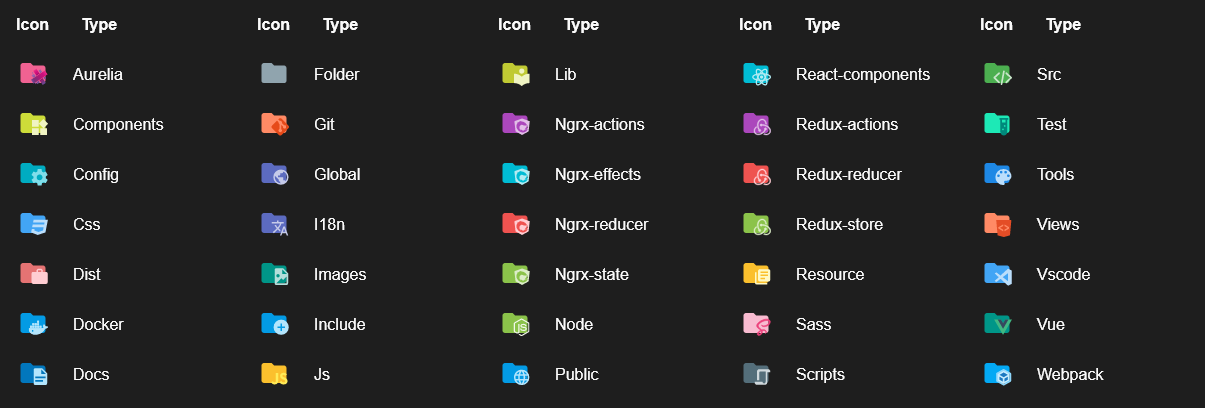 Icon Type Icon Type Icon Type Icon Type Icon Type
Aurelia Folder Lib React-components Src
Components Git Ngrx-actions Redux-actions Test
Config Global Ngrx-effects Redux-reducer Tools
Css I18n Ngrx-reducer Redux-store Views
Dist Images Ngrx-state Resource Vscode
Docker Include Node Sass Vue
Docs JS Js Public Scripts Webpack